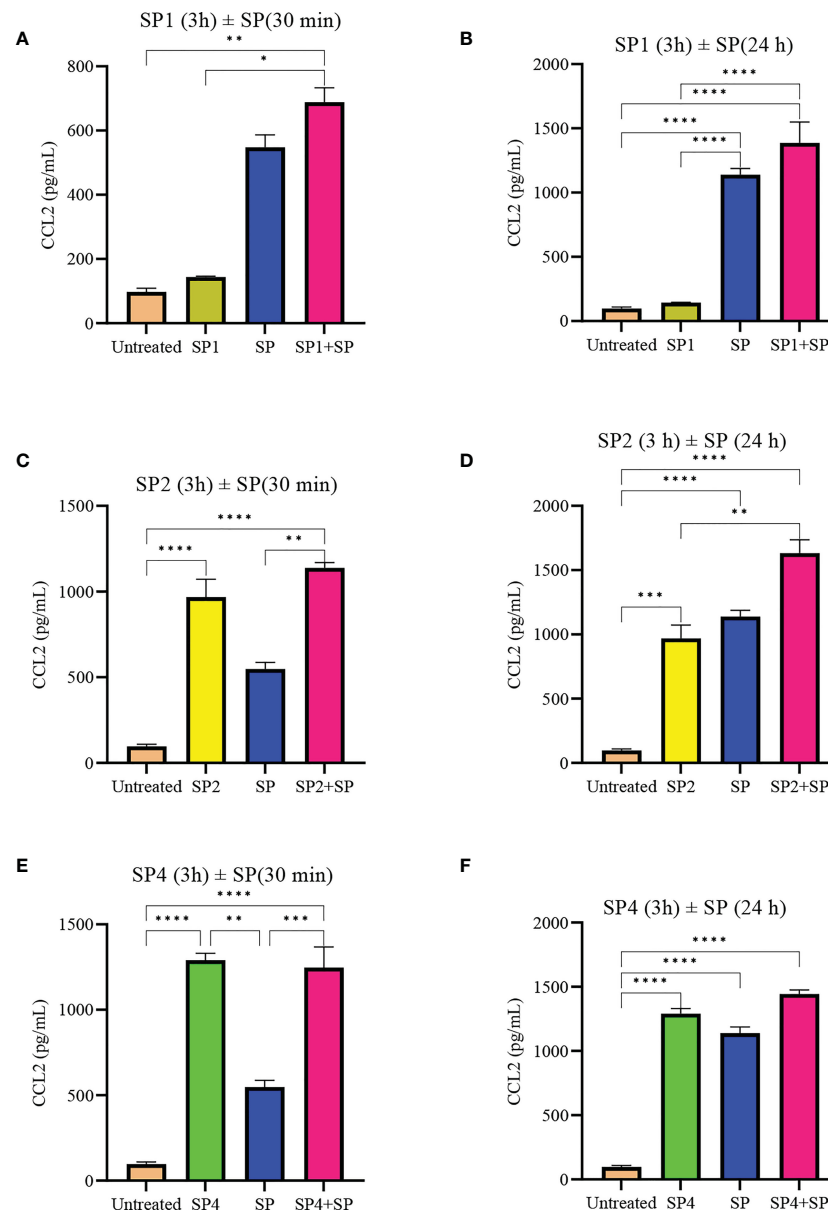 A
SP1 (3h) ± SP(30 min)
**
*
800
600
400
200
0
CCL2 (pg/mL)
Untreated SP1 SP SP1+SP
B
SP1 (3h) ± SP(24 h)
****
****
****
****
2000
1500
1000
500
0
CCL2 (pg/mL)
Untreated SP1 SP SP1+SP
C
SP2 (3h) ± SP(30 min)
****
**
****
1500
1000
500
0
CCL2 (pg/mL)
Untreated SP2 SP SP2+SP
D
SP2 (3 h) ± SP (24 h)
****
****
**
***
2000
1500
1000
500
0
CCL2 (pg/mL)
Untreated SP2 SP SP2+SP
E
SP4 (3h) ± SP(30 min)
****
**** ** ***
1500
1000
500
0
CCL2 (pg/mL)
Untreated SP4 SP SP4+SP
F
SP4 (3h) ± SP (24 h)
****
****
****
2000
1500
1000
500
0
CCL2 (pg/mL)
Untreated SP4 SP SP4+SP